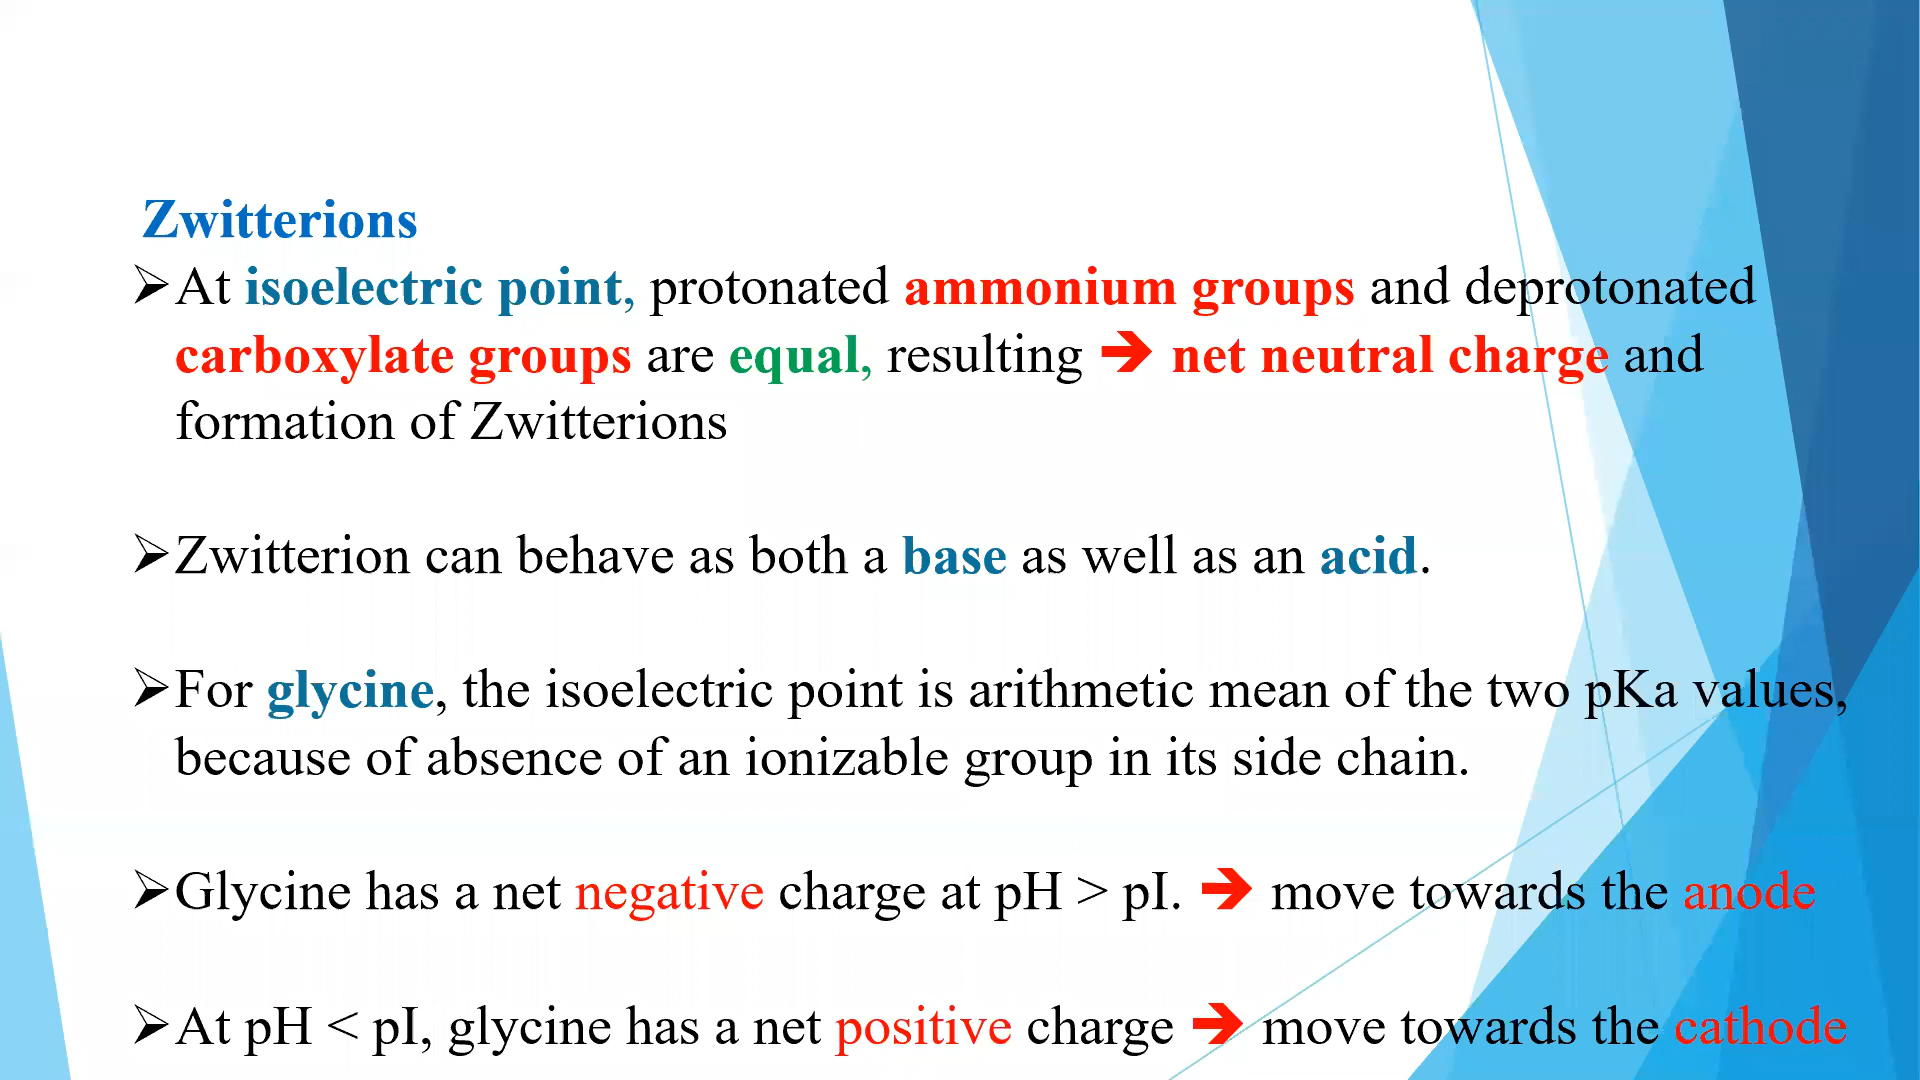 Zwitterions
➢At isoelectric point, protonated ammonium groups and deprotonated
carboxylate groups are equal, resulting ➔ net neutral charge and
formation of Zwitterions
➢Zwitterion can behave as both a base as well as an acid.
➢For glycine, the isoelectric point is arithmetic mean of the two pKa values,
because of absence of an ionizable group in its side chain.
➢Glycine has a net negative charge at pH > pI. ➔ move towards the anode
➢At pH < pI, glycine has a net positive charge ➔ move towards the cathode